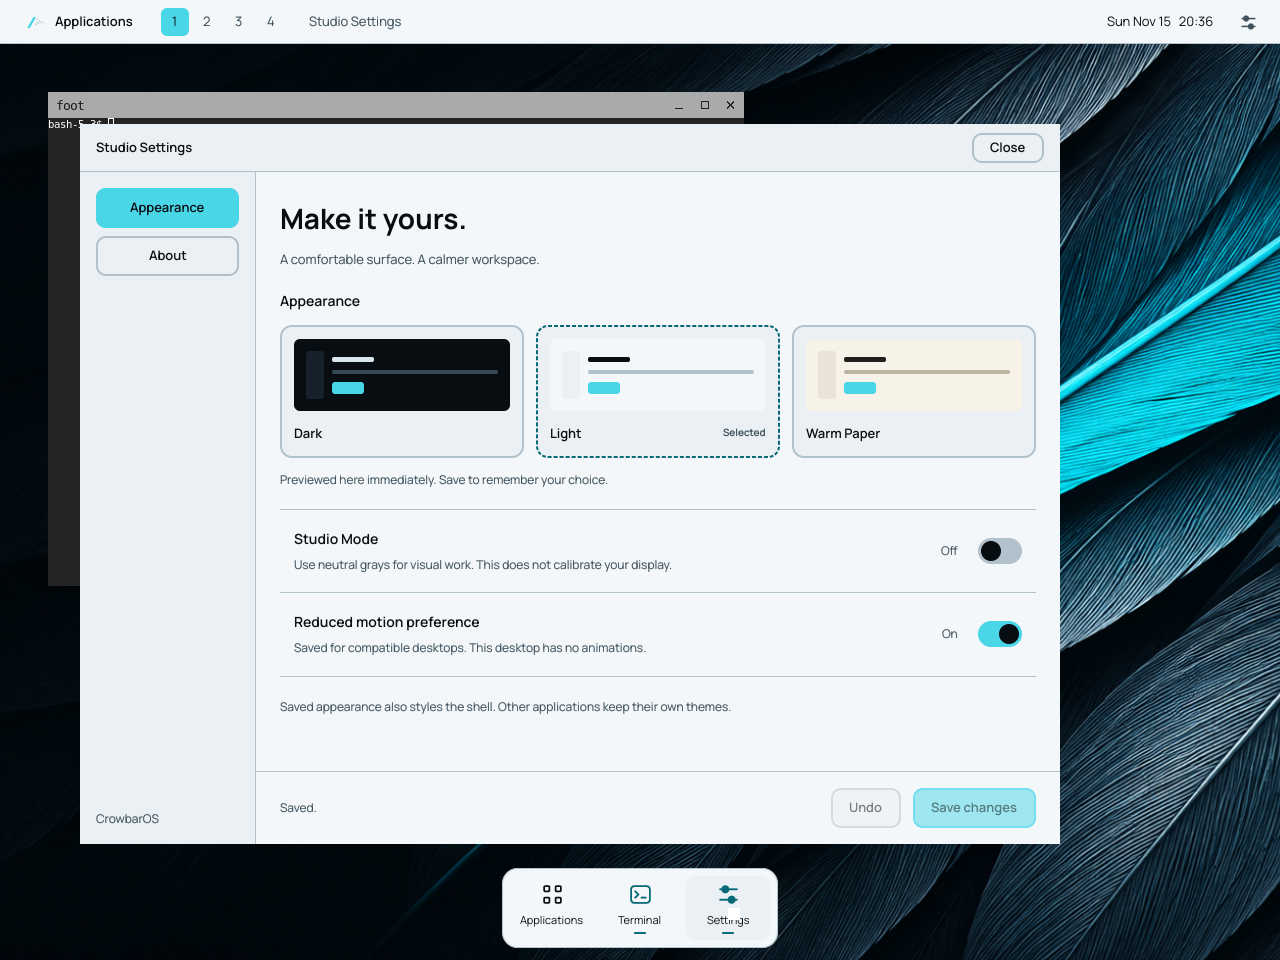 Applications 1 2 3 4 Studio Settings Sun Nov 15 20:36
foot
bash-5.3$
Studio Settings Close
Appearance
About
Make it yours.
A comfortable surface. A calmer workspace.
Appearance
Dark
Light Selected
Warm Paper
Previewed here immediately. Save to remember your choice.
Studio Mode
Use neutral grays for visual work. This does not calibrate your display.
Off
Reduced motion preference
Saved for compatible desktops. This desktop has no animations.
On
Saved appearance also styles the shell. Other applications keep their own themes.
CrowbarOS
Saved. Undo Save changes
Applications Terminal Settings